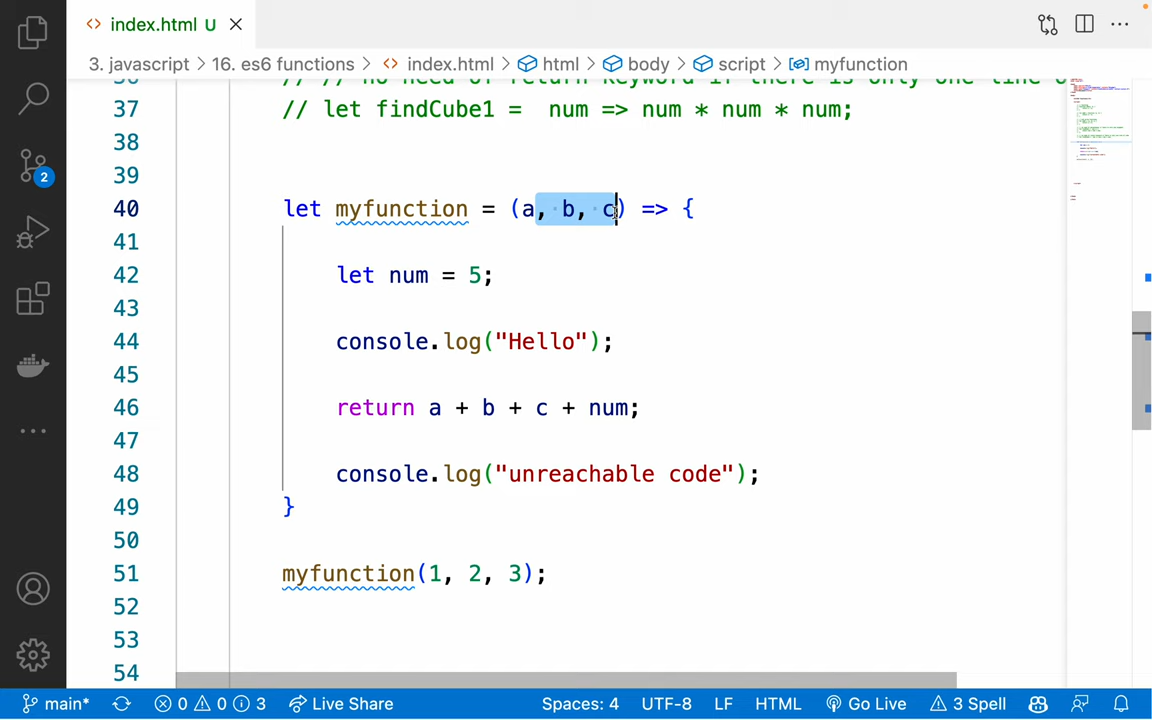 index.html U
3. javascript > 16. es6 functions > index.html > html > body > script > myfunction
37 // let findCube1 =  num => num * num * num;
38
39
40 let myfunction = (a, b, c) => {
41
42 let num = 5;
43
44 console.log("Hello");
45
46 return a + b + c + num;
47
48 console.log("unreachable code");
49 }
50
51 myfunction(1, 2, 3);
52
53
54
2
main* 0 0 3 Live Share Spaces: 4 UTF-8 LF HTML Go Live 3 Spell